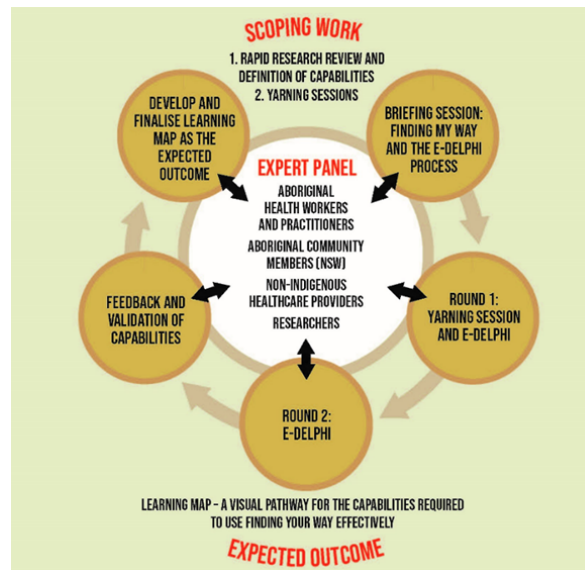 SCOPING WORK
1. RAPID RESEARCH REVIEW AND
DEFINITION OF CAPABILITIES
2. YARNING SESSIONS
DEVELOP AND
FINALISE LEARNING
MAP AS THE
EXPECTED
OUTCOME
BRIEFING SESSION:
FINDING MY WAY
AND THE E-DELPHI
PROCESS
EXPERT PANEL
ABORIGINAL
HEALTH WORKERS
AND PRACTITIONERS
ABORIGINAL COMMUNITY
MEMBERS (NSW)
NON-INDIGENOUS
HEALTHCARE PROVIDERS
RESEARCHERS
FEEDBACK AND
VALIDATION OF
CAPABILITIES
ROUND 1:
YARNING SESSION
AND E-DELPHI
ROUND 2:
E-DELPHI
LEARNING MAP – A VISUAL PATHWAY FOR THE CAPABILITIES REQUIRED
TO USE FINDING YOUR WAY EFFECTIVELY
EXPECTED OUTCOME